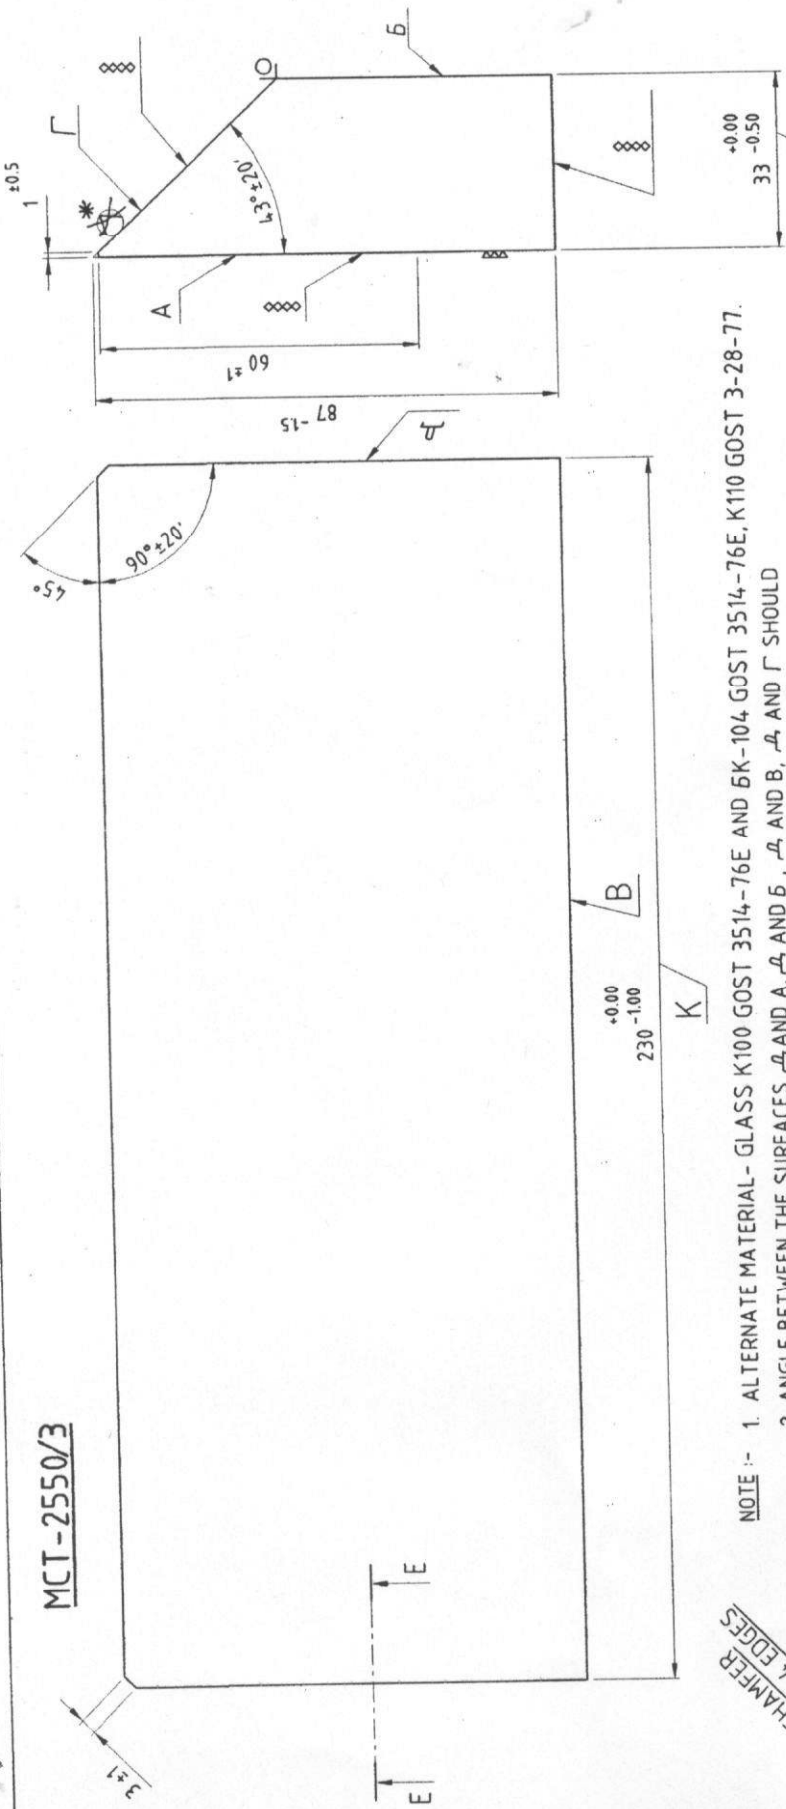 MCT-2550/3
3±1
45°
90°±20'
E
E
Д
B
+0.00
230 -1.00
K
87 -1.5
60 ±1
1 ±0.5
*
Г
A
43°±20'
О
Б
+0.00
33 -0.50
NOTE :- 1. ALTERNATE MATERIAL- GLASS K100 GOST 3514-76E AND БK-104 GOST 3514-76E, K110 GOST 3-28-77.
2. ANGLE BETWEEN THE SURFACES Д AND A, Д AND Б, Д AND B, Д AND Г SHOULD
EDGES